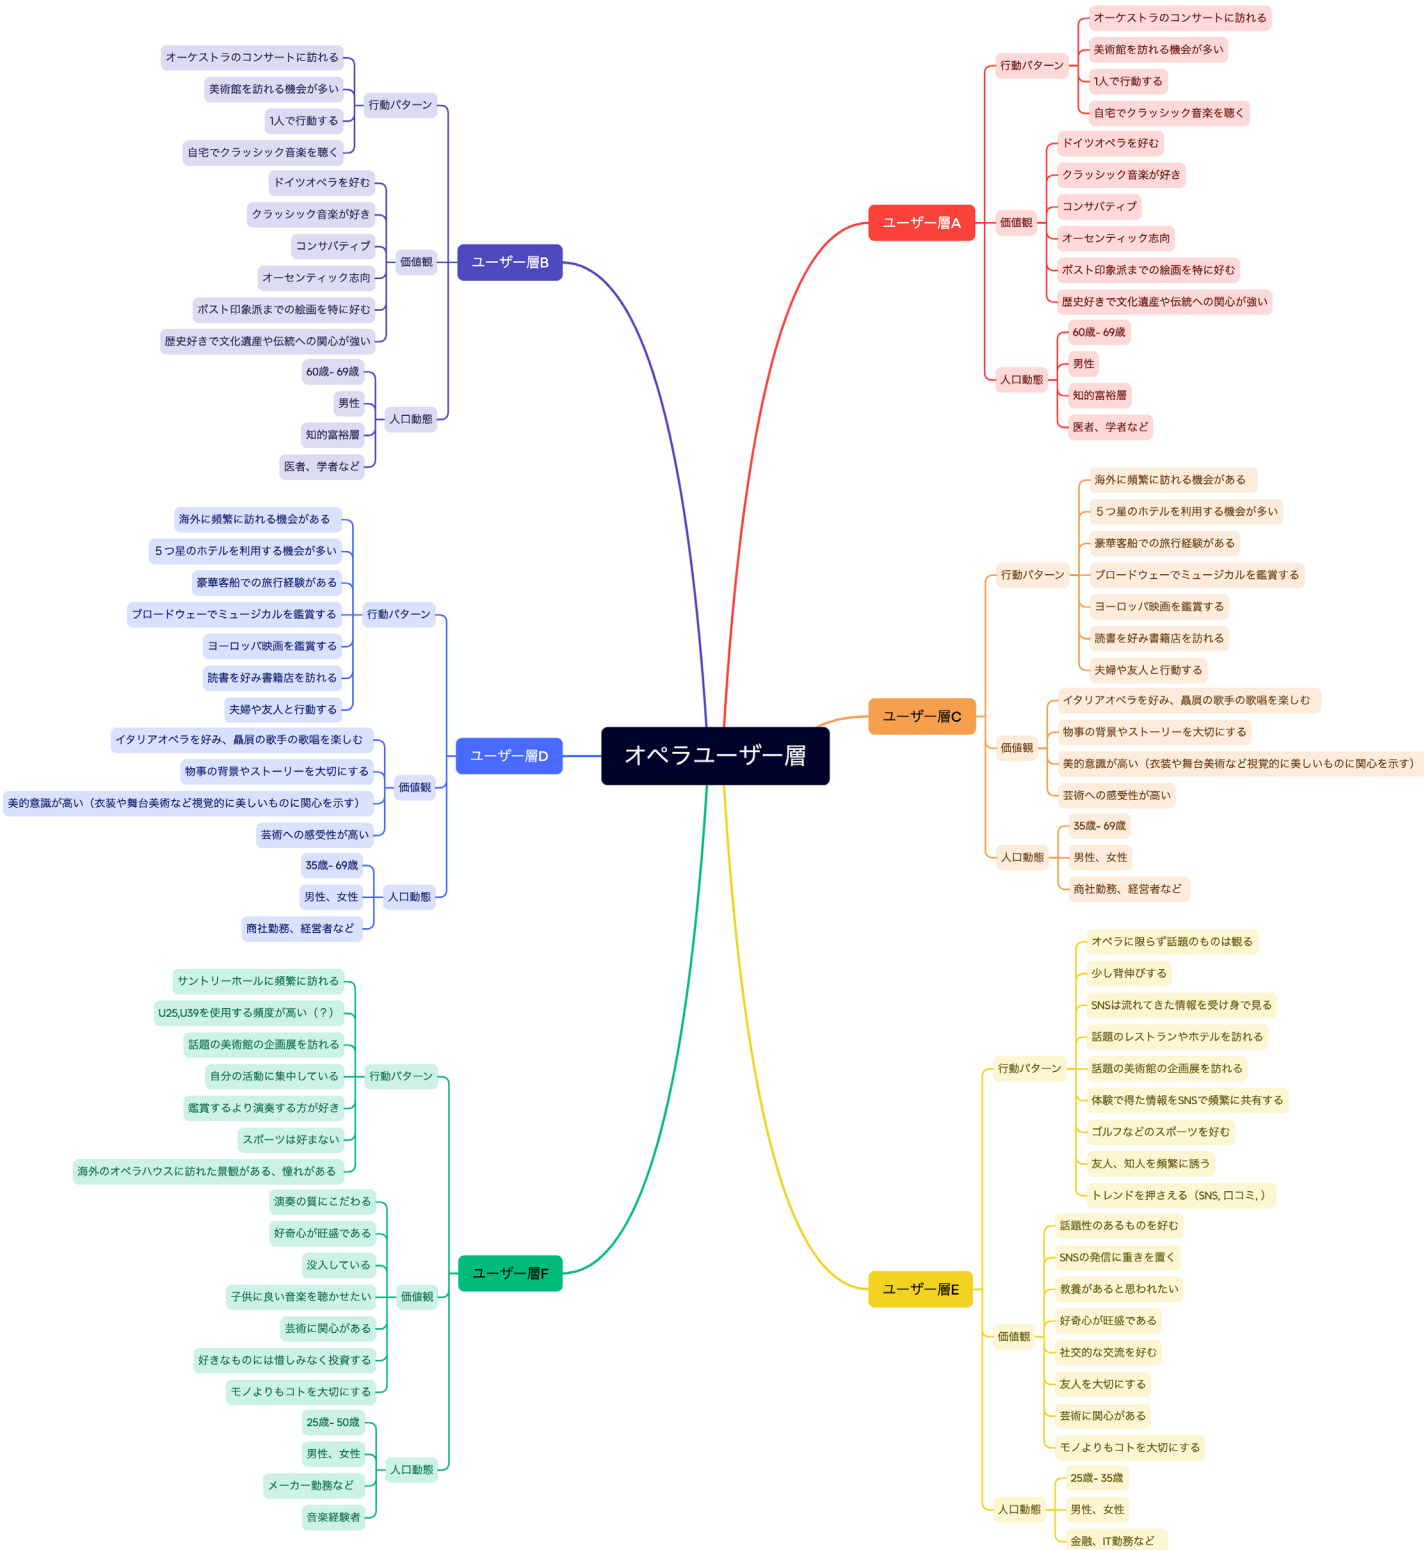 オペラユーザー層
ユーザー層A
行動パターン
オーケストラのコンサートに訪れる
美術館を訪れる機会が多い
1人で行動する
自宅でクラッシック音楽を聴く
価値観
ドイツオペラを好む
クラッシック音楽が好き
コンサバティブ
オーセンティック志向
ポスト印象派までの絵画を特に好む
歴史好きで文化遺産や伝統への関心が強い
人口動態
60歳- 69歳
男性
知的富裕層
医者、学者など
ユーザー層B
行動パターン
オーケストラのコンサートに訪れる
美術館を訪れる機会が多い
1人で行動する
自宅でクラッシック音楽を聴く
価値観
ドイツオペラを好む
クラッシック音楽が好き
コンサバティブ
オーセンティック志向
ポスト印象派までの絵画を特に好む
歴史好きで文化遺産や伝統への関心が強い
人口動態
60歳- 69歳
男性
知的富裕層
医者、学者など
ユーザー層C
行動パターン
海外に頻繁に訪れる機会がある
５つ星のホテルを利用する機会が多い
豪華客船での旅行経験がある
ブロードウェーでミュージカルを鑑賞する
ヨーロッパ映画を鑑賞する
読書を好み書籍店を訪れる
夫婦や友人と行動する
価値観
イタリアオペラを好み、贔屓の歌手の歌唱を楽しむ
物事の背景やストーリーを大切にする
美的意識が高い（衣装や舞台美術など視覚的に美しいものに関心を示す）
芸術への感受性が高い
人口動態
35歳- 69歳
男性、女性
商社勤務、経営者など
ユーザー層D
行動パターン
海外に頻繁に訪れる機会がある
５つ星のホテルを利用する機会が多い
豪華客船での旅行経験がある
ブロードウェーでミュージカルを鑑賞する
ヨーロッパ映画を鑑賞する
読書を好み書籍店を訪れる
夫婦や友人と行動する
価値観
イタリアオペラを好み、贔屓の歌手の歌唱を楽しむ
物事の背景やストーリーを大切にする
美的意識が高い（衣装や舞台美術など視覚的に美しいものに関心を示す）
芸術への感受性が高い
人口動態
35歳- 69歳
男性、女性
商社勤務、経営者など
ユーザー層E
行動パターン
オペラに限らず話題のものは観る
少し背伸びする
SNSは流れてきた情報を受け身で見る
話題のレストランやホテルを訪れる
話題の美術館の企画展を訪れる
体験で得た情報をSNSで頻繁に共有する
ゴルフなどのスポーツを好む
友人、知人を頻繁に誘う
トレンドを押さえる（SNS, 口コミ, ）
価値観
話題性のあるものを好む
SNSの発信に重きを置く
教養があると思われたい
好奇心が旺盛である
社交的な交流を好む
友人を大切にする
芸術に関心がある
モノよりもコトを大切にする
人口動態
25歳- 35歳
男性、女性
金融、IT勤務など
ユーザー層F
行動パターン
サントリーホールに頻繁に訪れる
U25,U39を使用する頻度が高い（？）
話題の美術館の企画展を訪れる
自分の活動に集中している
鑑賞するより演奏する方が好き
スポーツは好まない
海外のオペラハウスに訪れた景観がある、憧れがある
価値観
演奏の質にこだわる
好奇心が旺盛である
没入している
子供に良い音楽を聴かせたい
芸術に関心がある
好きなものには惜しみなく投資する
モノよりもコトを大切にする
人口動態
25歳- 50歳
男性、女性
メーカー勤務など
音楽経験者